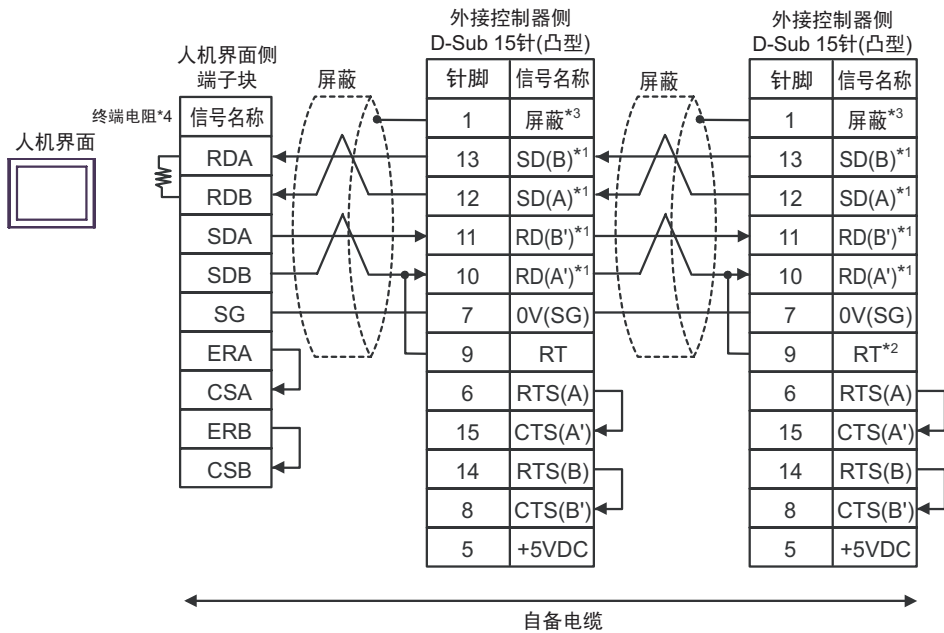 外接控制器侧
D-Sub 15针(凸型)
外接控制器侧
D-Sub 15针(凸型)
人机界面侧
端子块
屏蔽
屏蔽
终端电阻*4
人机界面
信号名称
RDA
RDB
SDA
SDB
SG
ERA
CSA
ERB
CSB
针脚 信号名称
1 屏蔽*3
13 SD(B)*1
12 SD(A)*1
11 RD(B')*1
10 RD(A')*1
7 0V(SG)
9 RT
6 RTS(A)
15 CTS(A')
14 RTS(B)
8 CTS(B')
5 +5VDC
针脚 信号名称
1 屏蔽*3
13 SD(B)*1
12 SD(A)*1
11 RD(B')*1
10 RD(A')*1
7 0V(SG)
9 RT*2
6 RTS(A)
15 CTS(A')
14 RTS(B)
8 CTS(B')
5 +5VDC
自备电缆